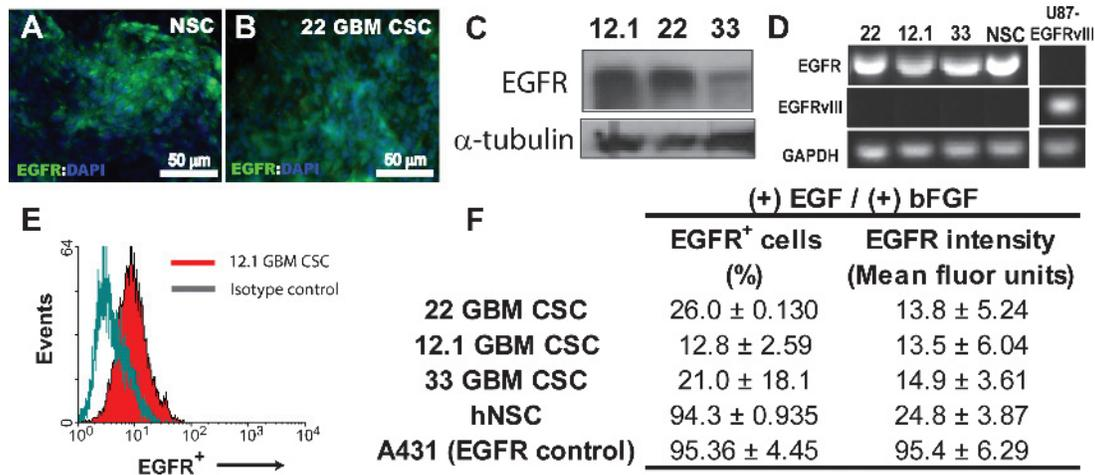 A NSC
EGFR:DAPI 50 µm
B 22 GBM CSC
EGFR:DAPI 50 µm
C
12.1 22 33
EGFR
α-tubulin
D
22 12.1 33 NSC U87-
EGFRvIII
EGFR
EGFRvIII
GAPDH
E
64
Events
0
12.1 GBM CSC
Isotype control
10⁰ 10¹ 10² 10³ 10⁴
EGFR⁺
F
(+) EGF / (+) bFGF
EGFR⁺ cells EGFR intensity
(%) (Mean fluor units)
22 GBM CSC 26.0 ± 0.130 13.8 ± 5.24
12.1 GBM CSC 12.8 ± 2.59 13.5 ± 6.04
33 GBM CSC 21.0 ± 18.1 14.9 ± 3.61
hNSC 94.3 ± 0.935 24.8 ± 3.87
A431 (EGFR control) 95.36 ± 4.45 95.4 ± 6.29